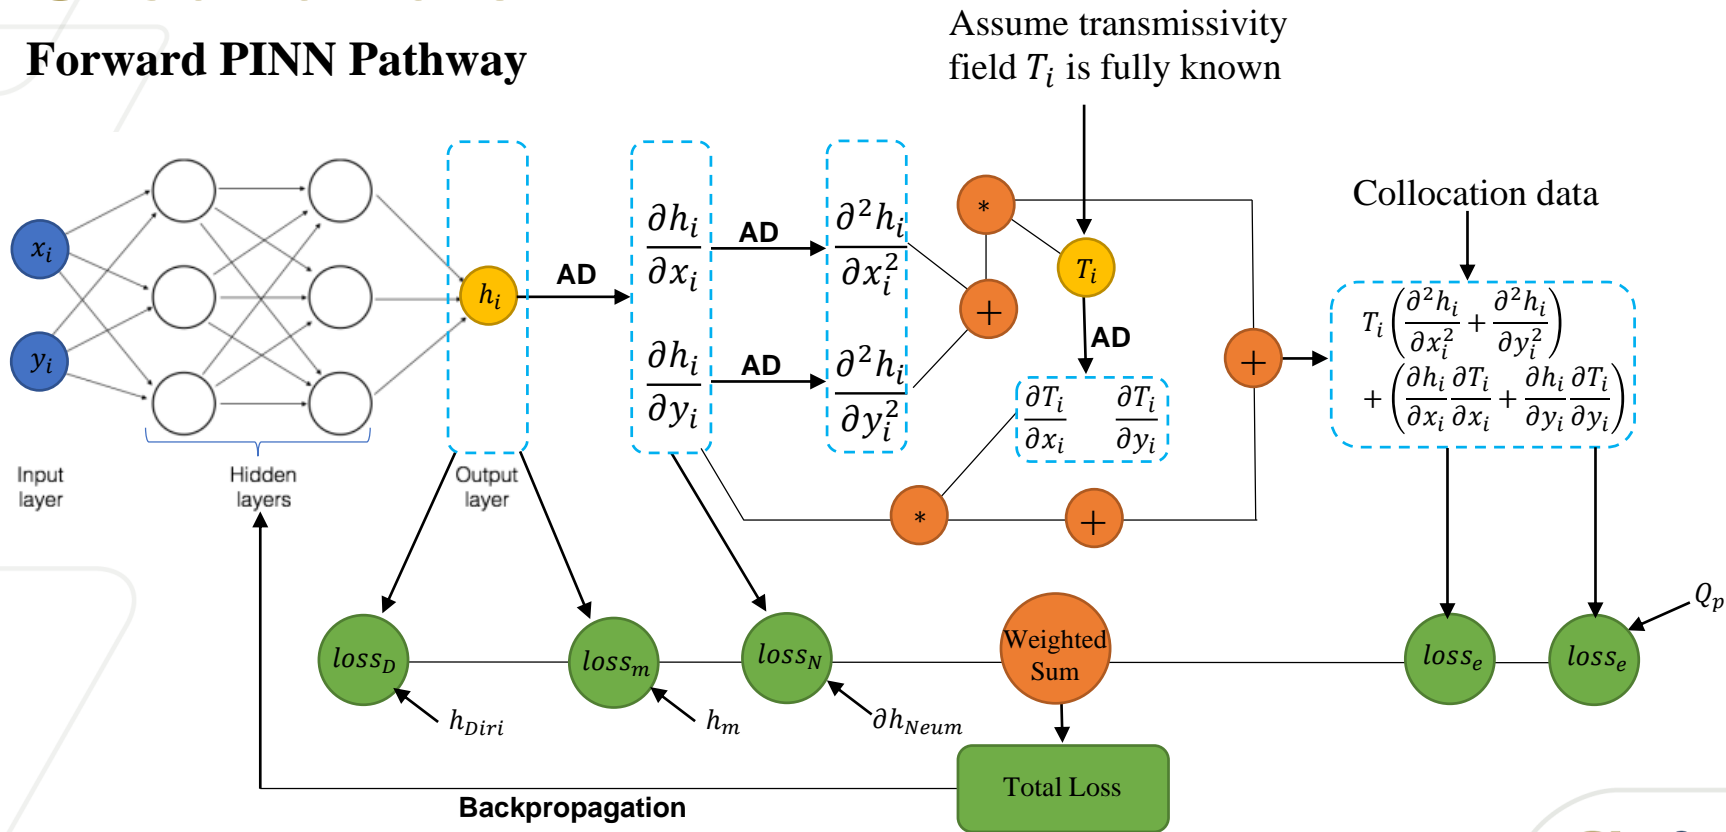 Forward PINN Pathway
Assume transmissivity
field T_i is fully known
Collocation data
x_i
y_i
h_i
AD
∂h_i/∂x_i
AD
∂²h_i/∂x_i²
∂h_i/∂y_i
AD
∂²h_i/∂y_i²
*
+
T_i
AD
∂T_i/∂x_i ∂T_i/∂y_i
*
+
+
T_i(∂²h_i/∂x_i² + ∂²h_i/∂y_i²)
+ (∂h_i/∂x_i ∂T_i/∂x_i + ∂h_i/∂y_i ∂T_i/∂y_i)
Input
layer
Hidden
layers
Output
layer
loss_D
loss_m
loss_N
Weighted
Sum
loss_e
loss_e
Q_p
h_Diri
h_m
∂h_Neum
Total Loss
Backpropagation